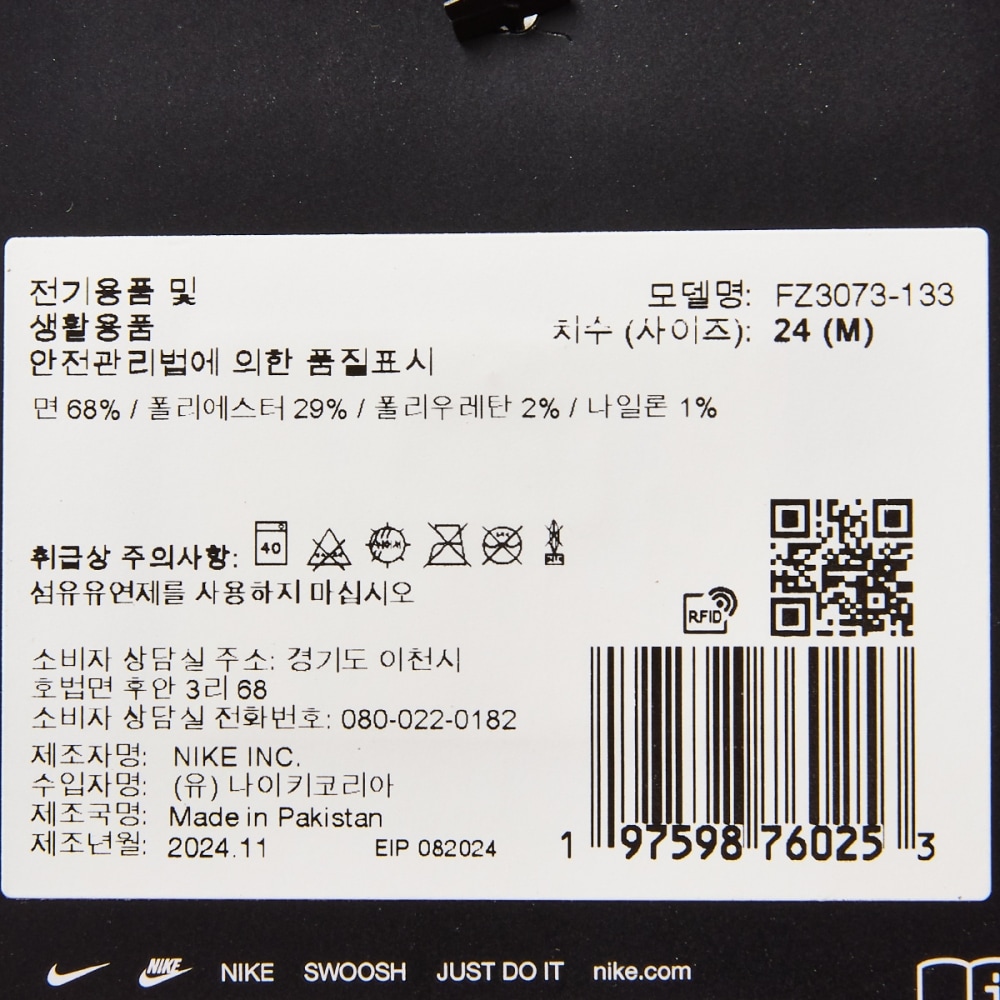 전기용품 및
생활용품
안전관리법에 의한 품질표시
모델명: FZ3073-133
치수 (사이즈): 24 (M)
면 68% / 폴리에스터 29% / 폴리우레탄 2% / 나일론 1%
취급상 주의사항: 40
섬유유연제를 사용하지 마십시오
RFID
소비자 상담실 주소: 경기도 이천시
호법면 후안 3리 68
소비자 상담실 전화번호: 080-022-0182
제조자명: NIKE INC.
수입자명: (유) 나이키코리아
제조국명: Made in Pakistan
제조년월: 2024.11 EIP 082024
1 97598 76025 3
NIKE NIKE SWOOSH JUST DO IT nike.com